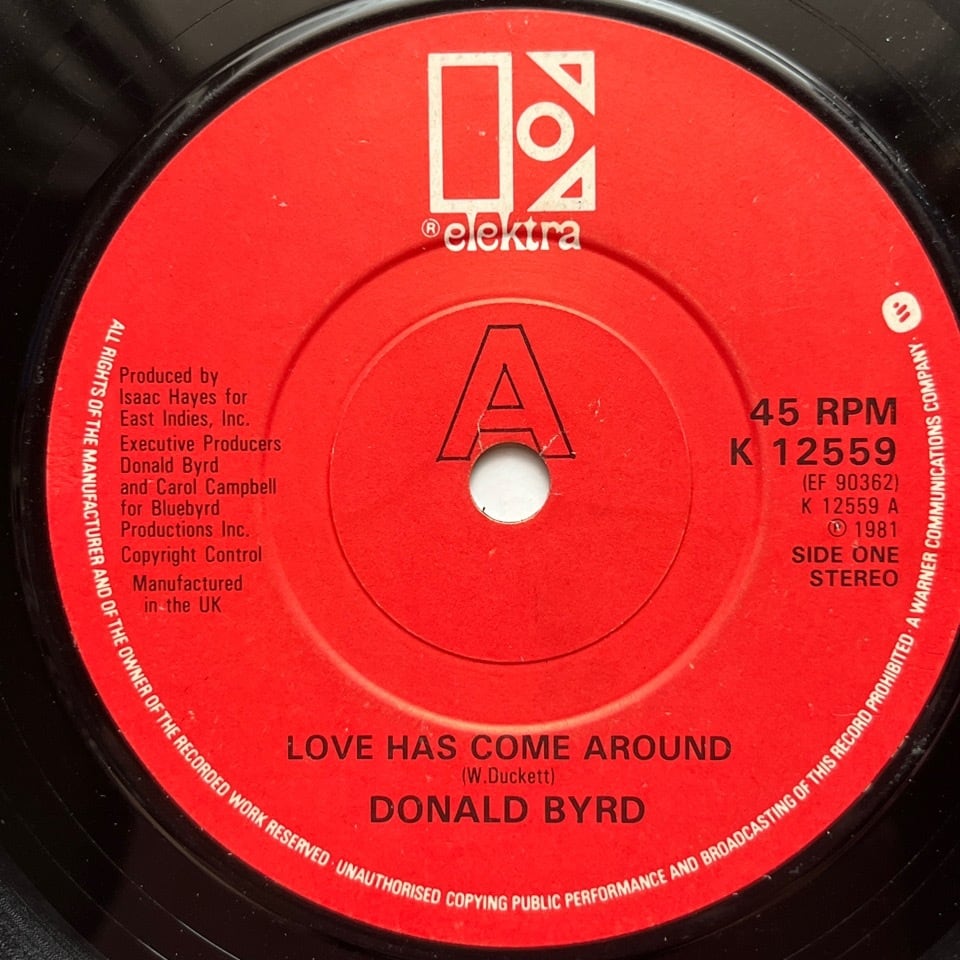 ® elektra
A
Produced by
Isaac Hayes for
East Indies, Inc.
Executive Producers
Donald Byrd
and Carol Campbell
for Bluebyrd
Productions Inc.
Copyright Control
Manufactured
in the UK
45 RPM
K 12559
(EF 90362)
K 12559 A
℗ 1981
SIDE ONE
STEREO
LOVE HAS COME AROUND
(W.Duckett)
DONALD BYRD
ALL RIGHTS OF THE MANUFACTURER AND OF THE OWNER OF THE RECORDED WORK RESERVED · UNAUTHORISED COPYING PUBLIC PERFORMANCE AND BROADCASTING OF THIS RECORD PROHIBITED · A WARNER COMMUNICATIONS COMPANY ·